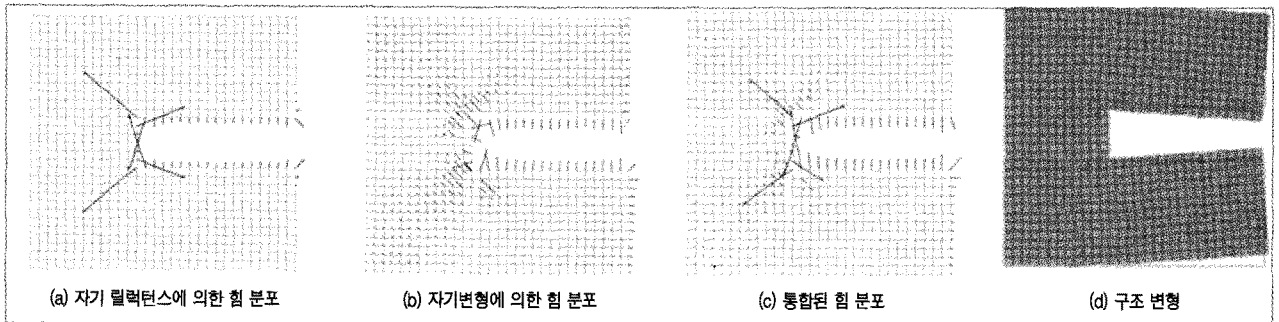 (a) 자기 릴럭턴스에 의한 힘 분포
(b) 자기변형에 의한 힘 분포
(c) 통합된 힘 분포
(d) 구조 변형